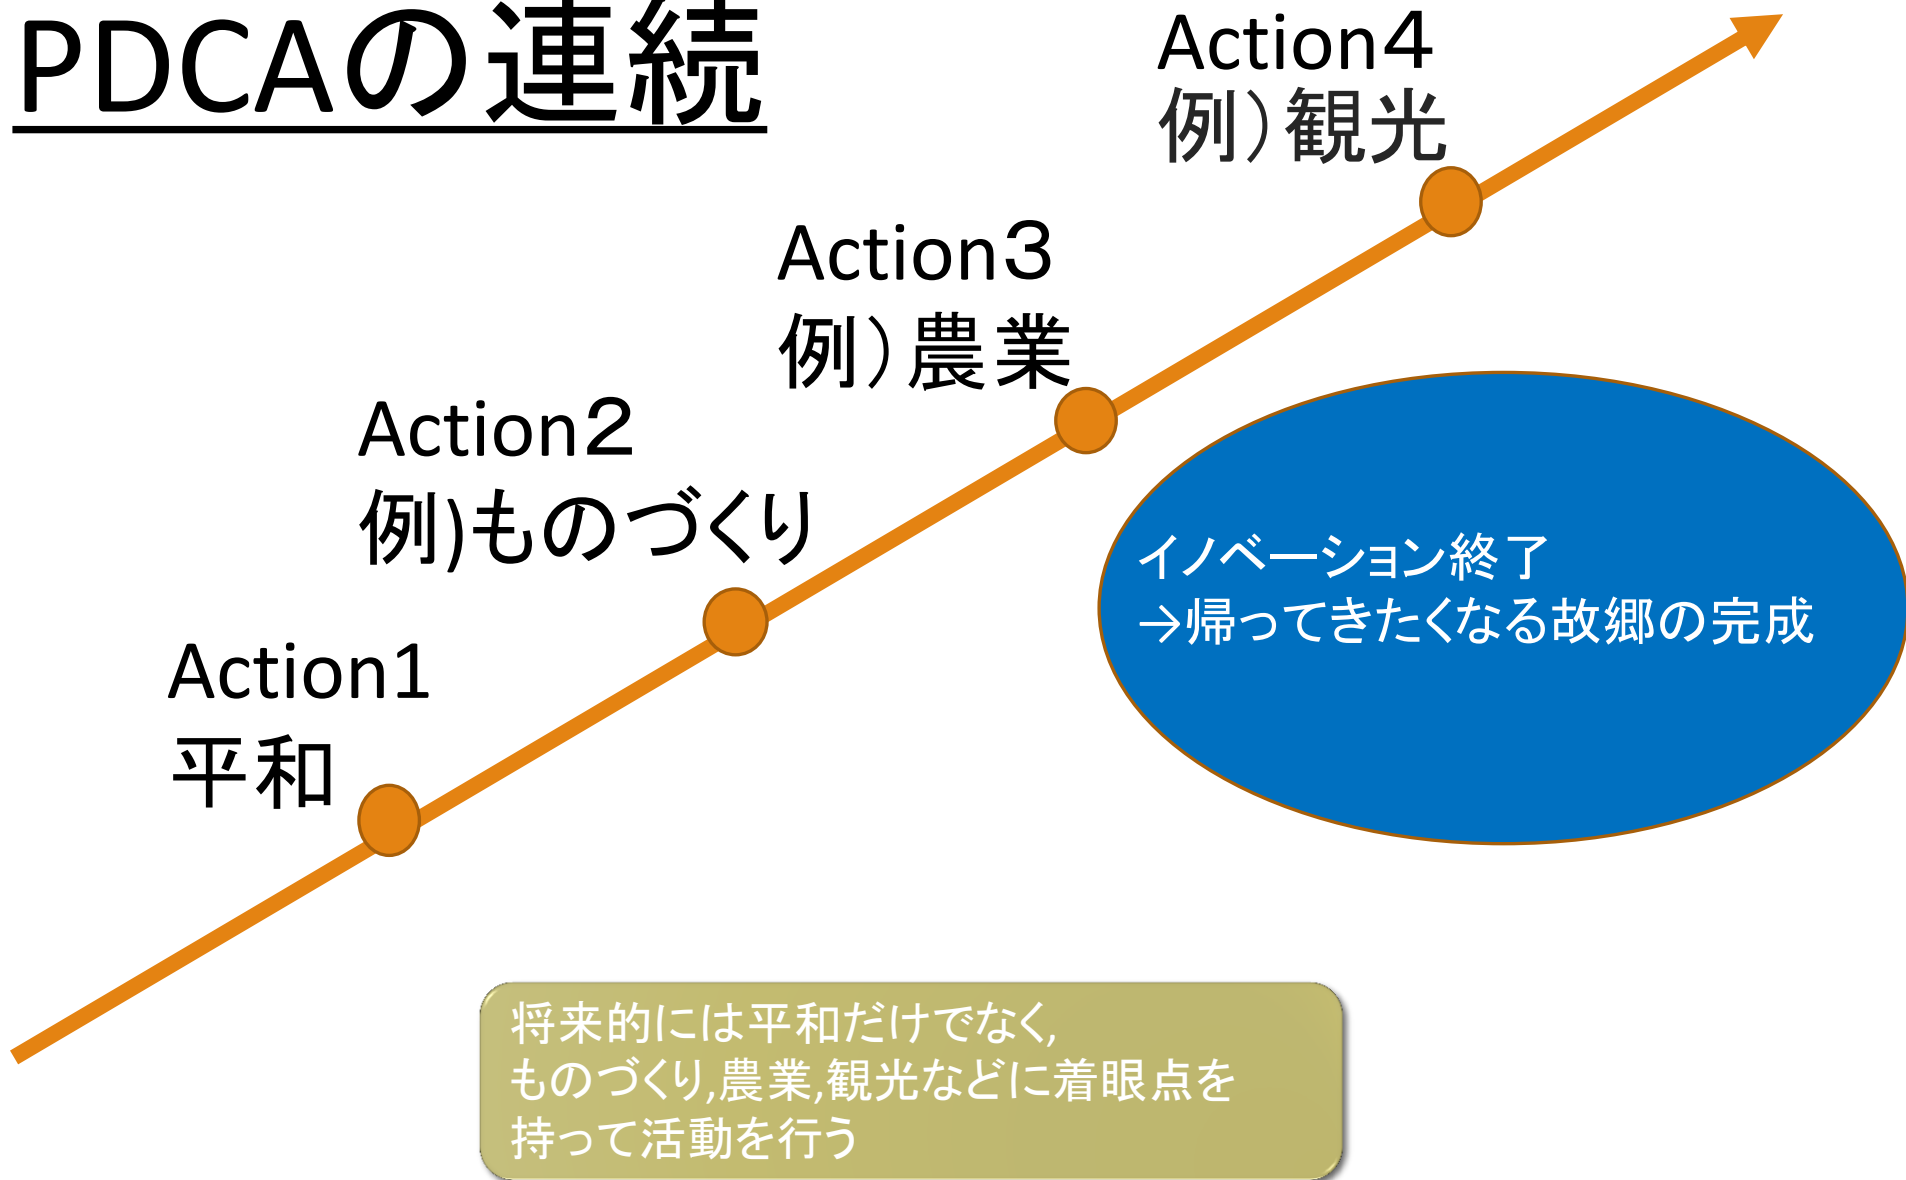 PDCAの連続
Action4
例）観光
Action３
例）農業
Action２
例)ものづくり
Action1
平和
イノベーション終了
→帰ってきたくなる故郷の完成
将来的には平和だけでなく,
ものづくり,農業,観光などに着眼点を
持って活動を行う